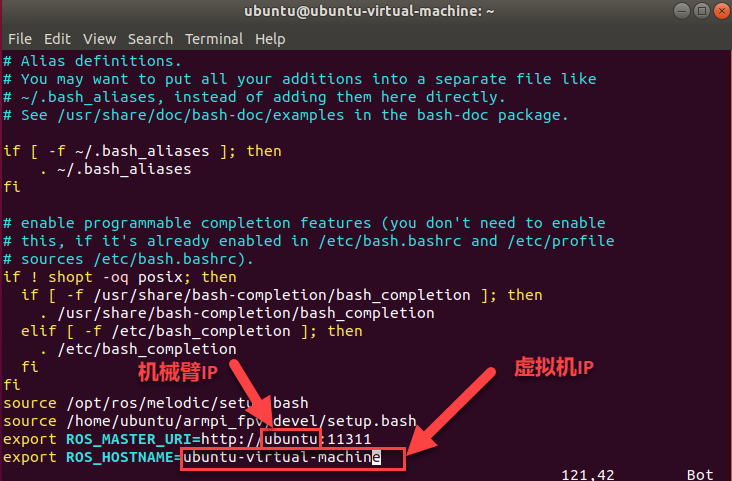 ubuntu@ubuntu-virtual-machine: ~
File Edit View Search Terminal Help
# Alias definitions.
# You may want to put all your additions into a separate file like
# ~/.bash_aliases, instead of adding them here directly.
# See /usr/share/doc/bash-doc/examples in the bash-doc package.
if [ -f ~/.bash_aliases ]; then
    . ~/.bash_aliases
fi
# enable programmable completion features (you don't need to enable
# this, if it's already enabled in /etc/bash.bashrc and /etc/profile
# sources /etc/bash.bashrc).
if ! shopt -oq posix; then
  if [ -f /usr/share/bash-completion/bash_completion ]; then
    . /usr/share/bash-completion/bash_completion
  elif [ -f /etc/bash_completion ]; then
    . /etc/bash_completion
  fi
机械臂IP
虚拟机IP
fi
source /opt/ros/melodic/setup.bash
source /home/ubuntu/armpi_fpv/devel/setup.bash
export ROS_MASTER_URI=http://ubuntu:11311
export ROS_HOSTNAME=ubuntu-virtual-machine
121,42 Bot